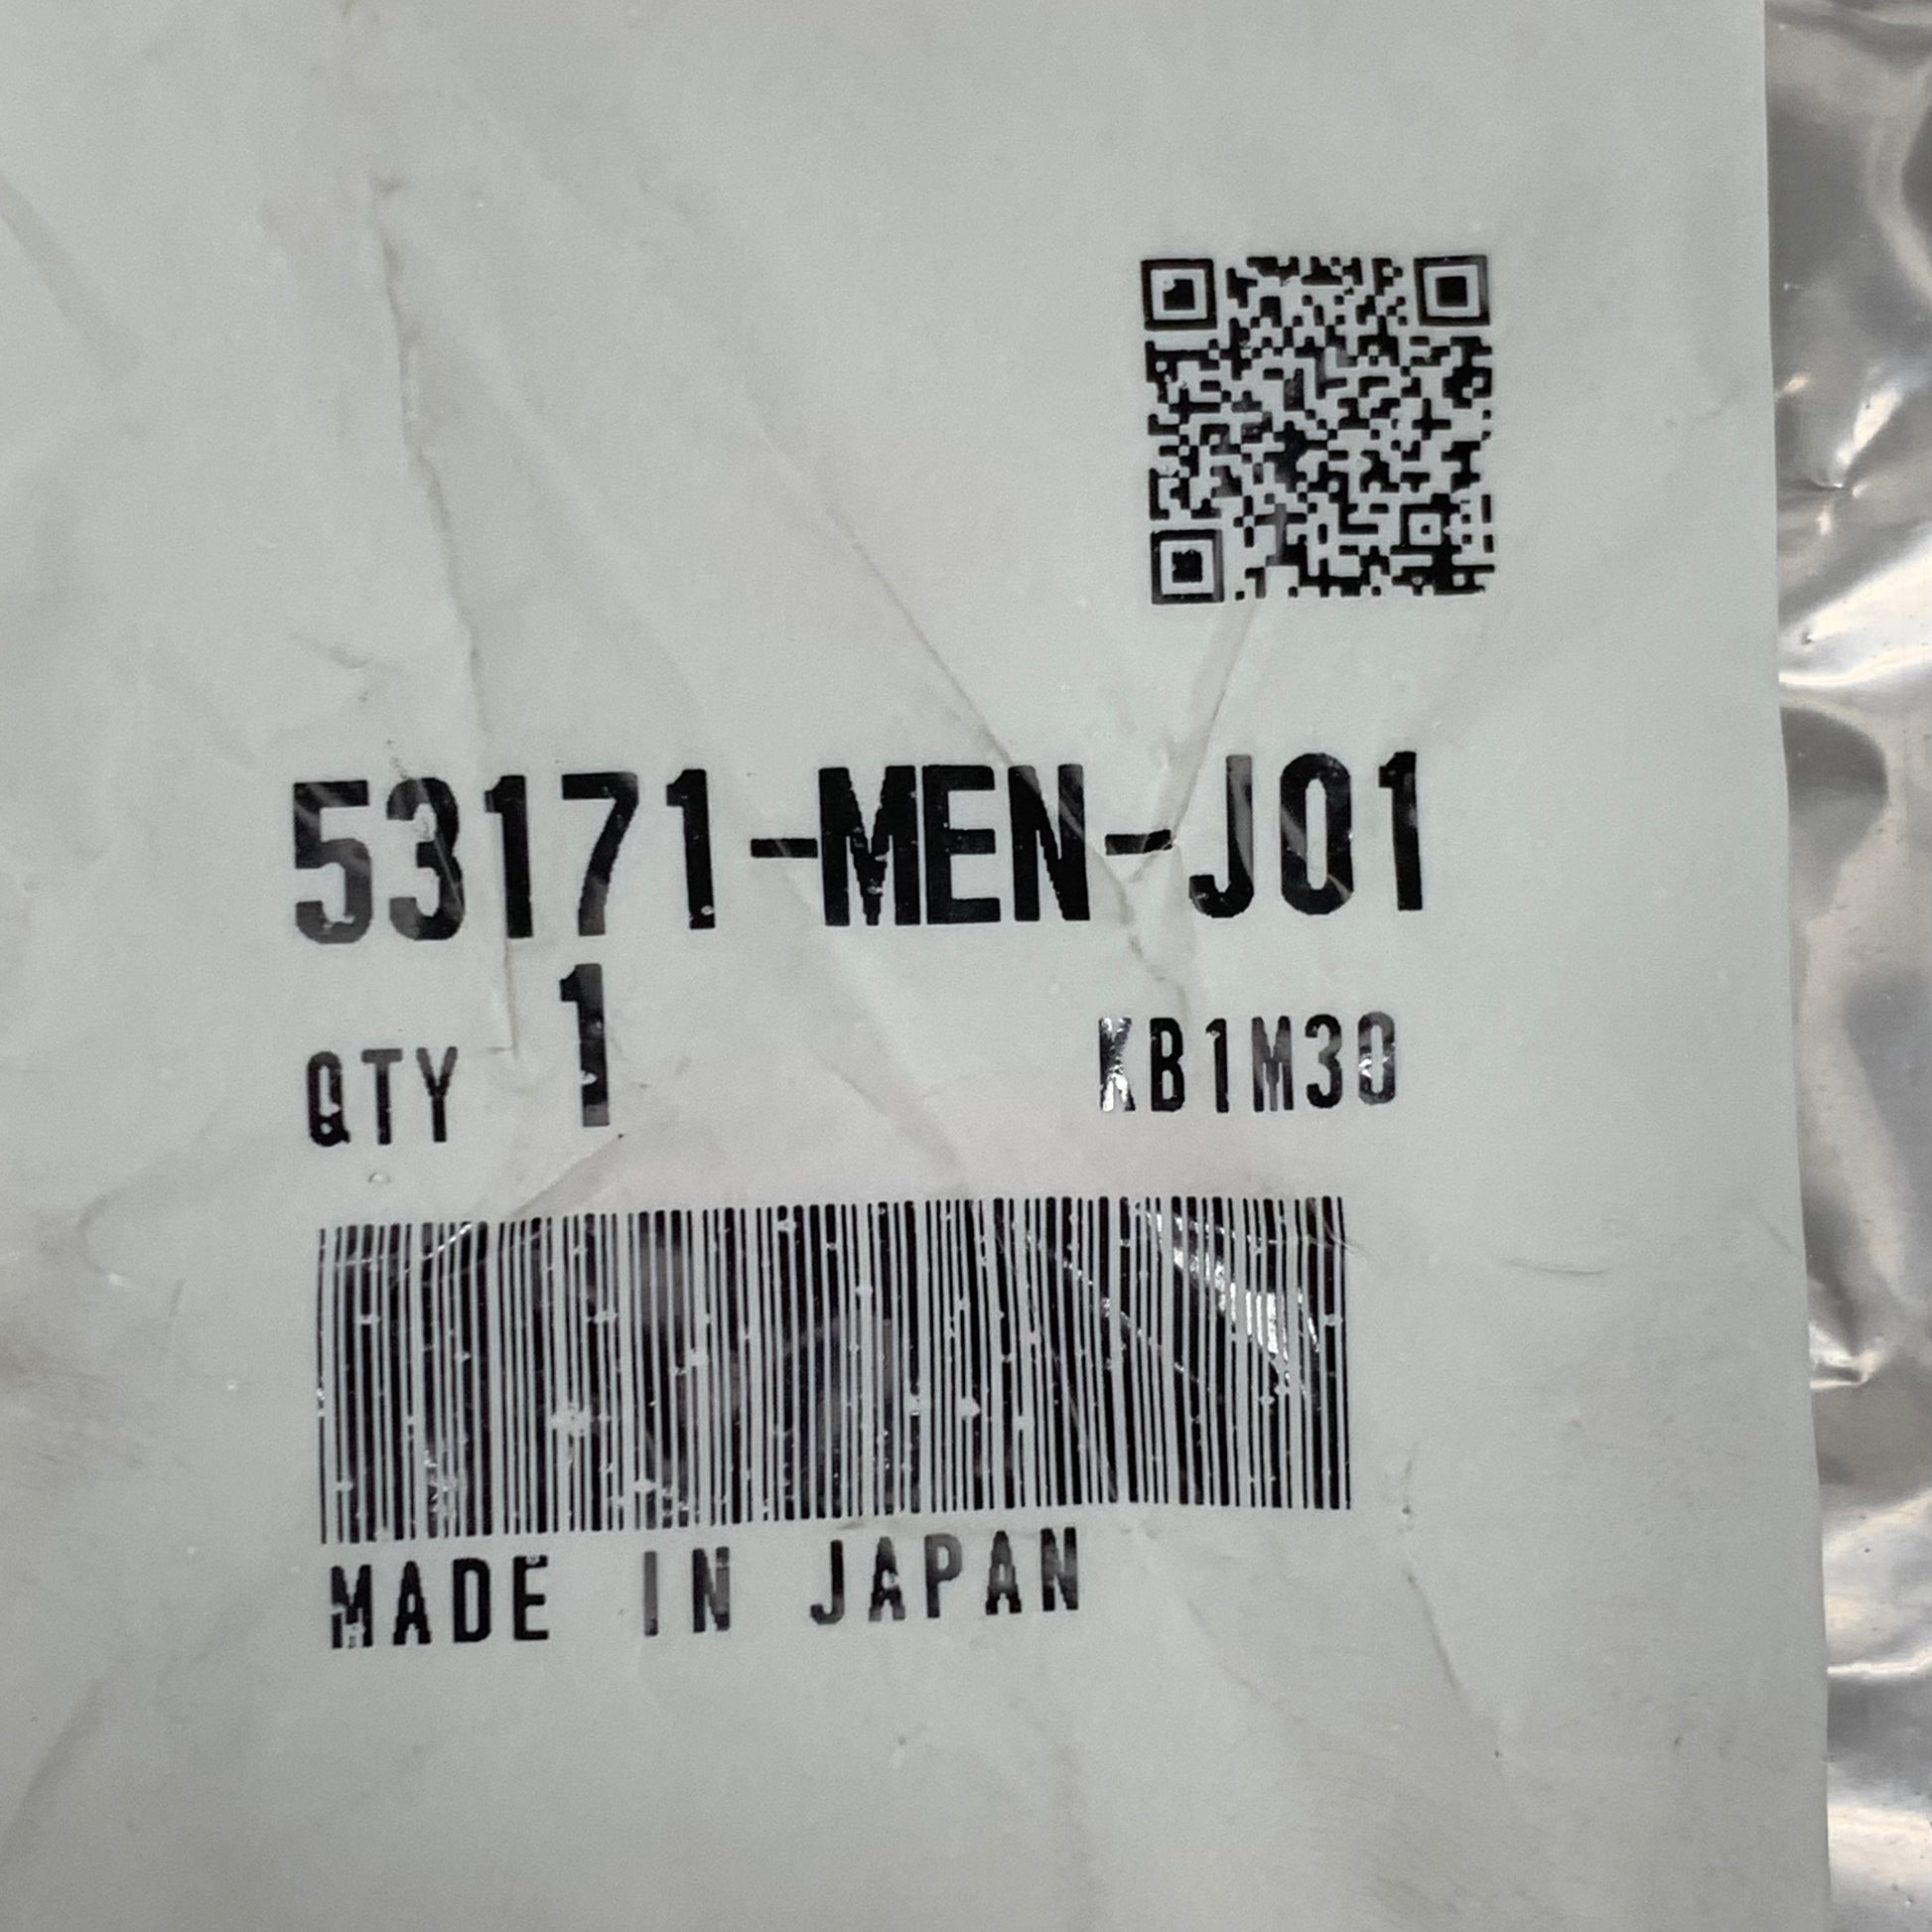 53171-MEN-J01
QTY 1 KB1M30
MADE IN JAPAN